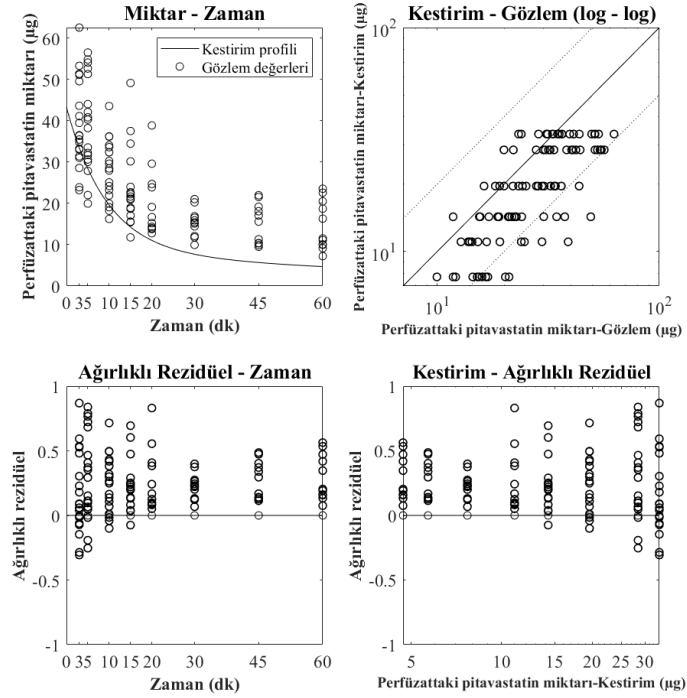 Miktar - Zaman
Perfüzattaki pitavastatin miktarı (µg)
60
50
40
30
20
10
0
Kestirim profili
Gözlem değerleri
0 3 5 10 15 20 30 45 60
Zaman (dk)
Kestirim - Gözlem (log - log)
Perfüzattaki pitavastatin miktarı-Kestirim (µg)
10²
10¹
10¹ 10²
Perfüzattaki pitavastatin miktarı-Gözlem (µg)
Ağırlıklı Rezidüel - Zaman
Ağırlıklı rezidüel
1
0.5
0
-0.5
-1
0 3 5 10 15 20 30 45 60
Zaman (dk)
Kestirim - Ağırlıklı Rezidüel
Ağırlıklı rezidüel
1
0.5
0
-0.5
-1
5 10 15 20 25 30
Perfüzattaki pitavastatin miktarı-Kestirim (µg)